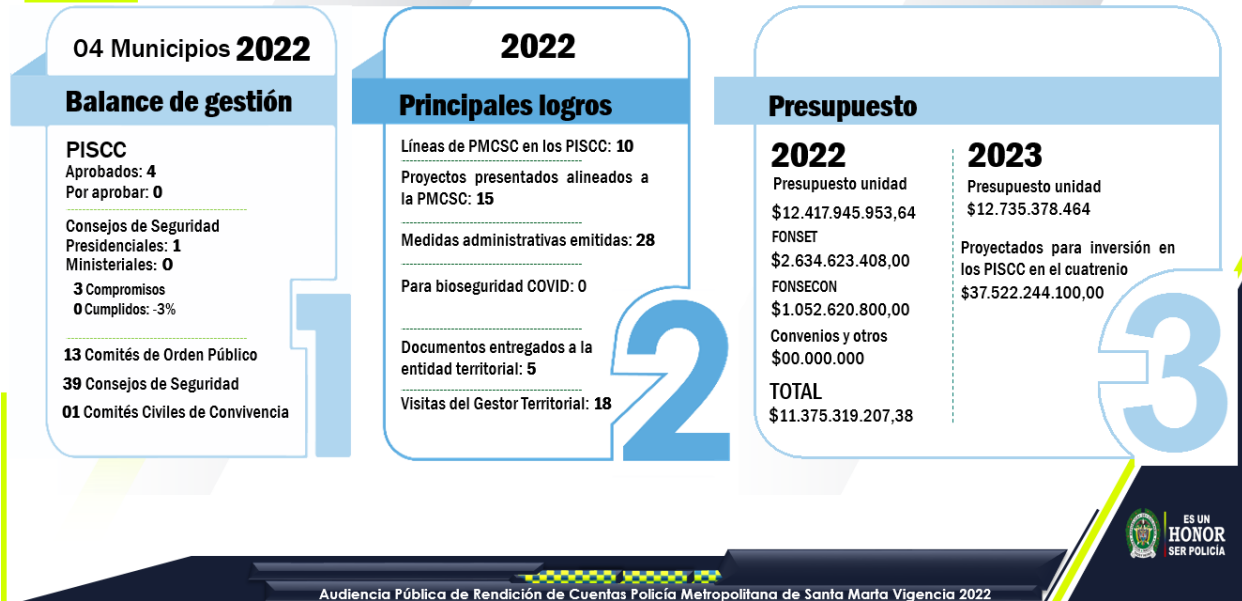 04 Municipios 2022
Balance de gestión
PISCC
Aprobados: 4
Por aprobar: 0
Consejos de Seguridad
Presidenciales: 1
Ministeriales: 0
3 Compromisos
0 Cumplidos: -3%
13 Comités de Orden Público
39 Consejos de Seguridad
01 Comités Civiles de Convivencia
1
2022
Principales logros
Líneas de PMCSC en los PISCC: 10
Proyectos presentados alineados a
la PMCSC: 15
Medidas administrativas emitidas: 28
Para bioseguridad COVID: 0
Documentos entregados a la
entidad territorial: 5
Visitas del Gestor Territorial: 18
2
Presupuesto
2022
Presupuesto unidad
$12.417.945.953,64
FONSET
$2.634.623.408,00
FONSECON
$1.052.620.800,00
Convenios y otros
$00.000.000
TOTAL
$11.375.319.207,38
2023
Presupuesto unidad
$12.735.378.464
Proyectados para inversión en
los PISCC en el cuatrenio
$37.522.244.100,00
3
ES UN
HONOR
SER POLICÍA
Audiencia Pública de Rendición de Cuentas Policía Metropolitana de Santa Marta Vigencia 2022